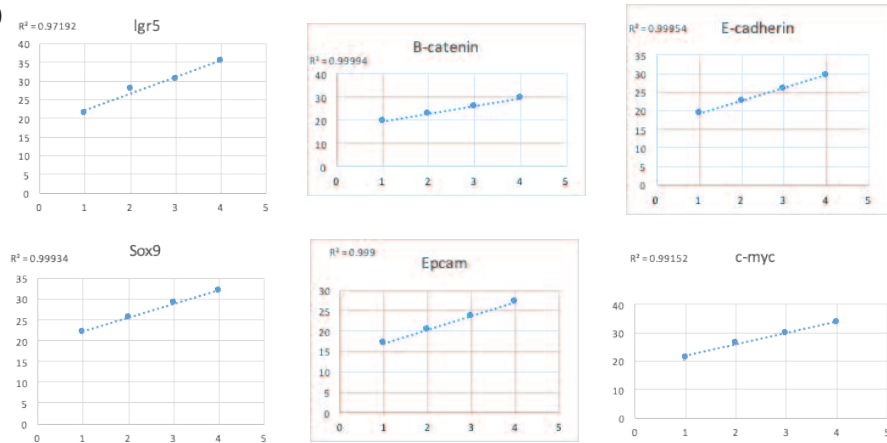 )
R² = 0.97192
lgr5
40
35
30
25
20
15
10
5
0
0 1 2 3 4 5
B-catenin
R² = 0.99994
40
30
20
10
0
0 1 2 3 4 5
E-cadherin
R² = 0.99954
35
30
25
20
15
10
5
0
0 1 2 3 4 5
Sox9
R² = 0.99934
35
30
25
20
15
10
5
0
0 1 2 3 4 5
R² = 0.999
Epcam
30
25
20
15
10
5
0
0 1 2 3 4 5
R² = 0.99152
c-myc
40
30
20
10
0
0 1 2 3 4 5